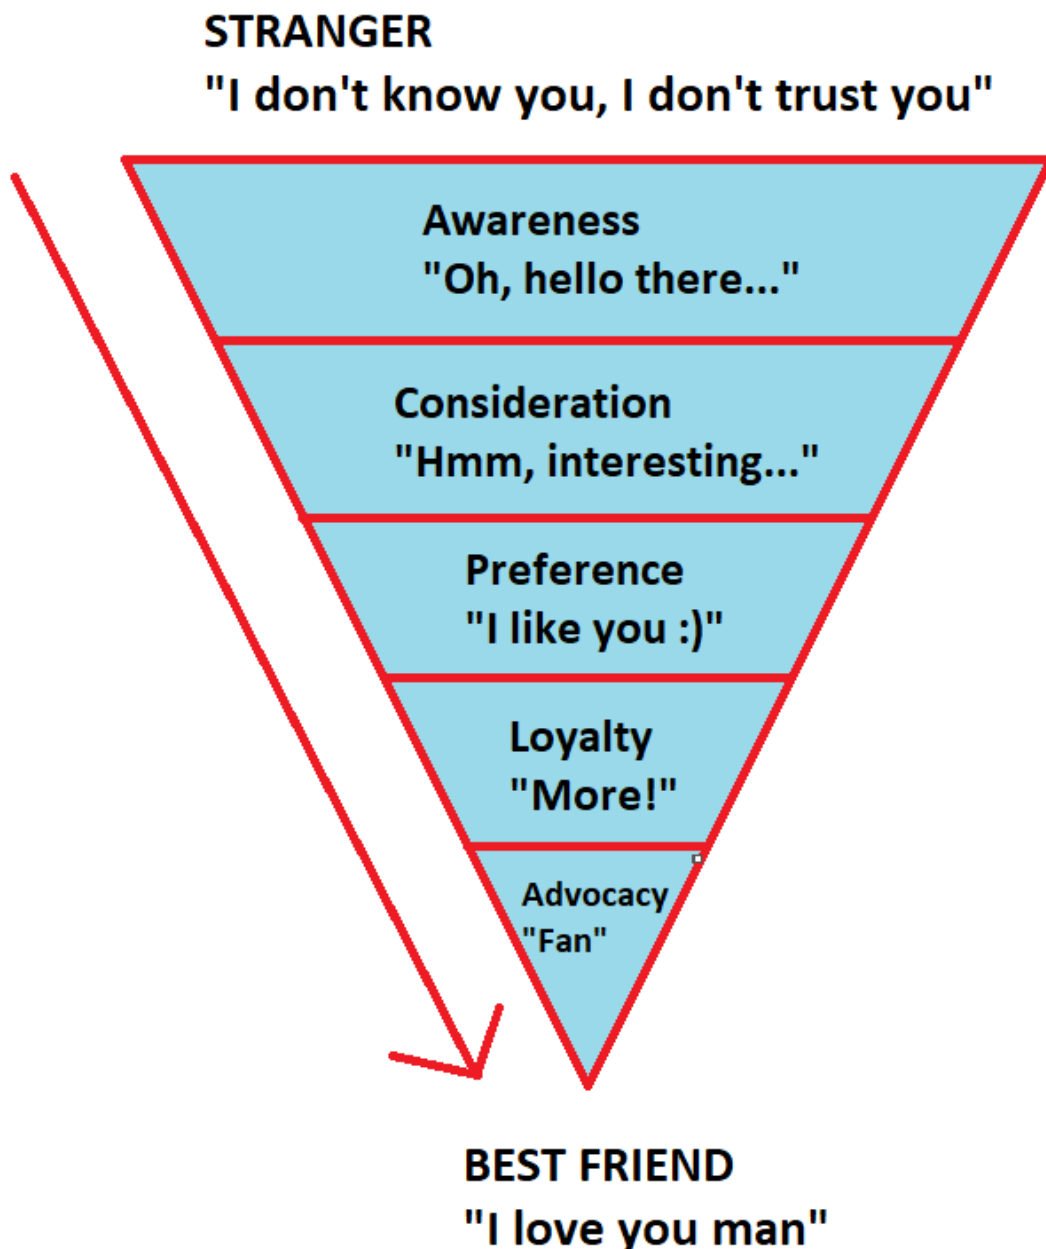 STRANGER
"I don't know you, I don't trust you"
Awareness
"Oh, hello there..."
Consideration
"Hmm, interesting..."
Preference
"I like you :)"
Loyalty
"More!"
Advocacy
"Fan"
BEST FRIEND
"I love you man"